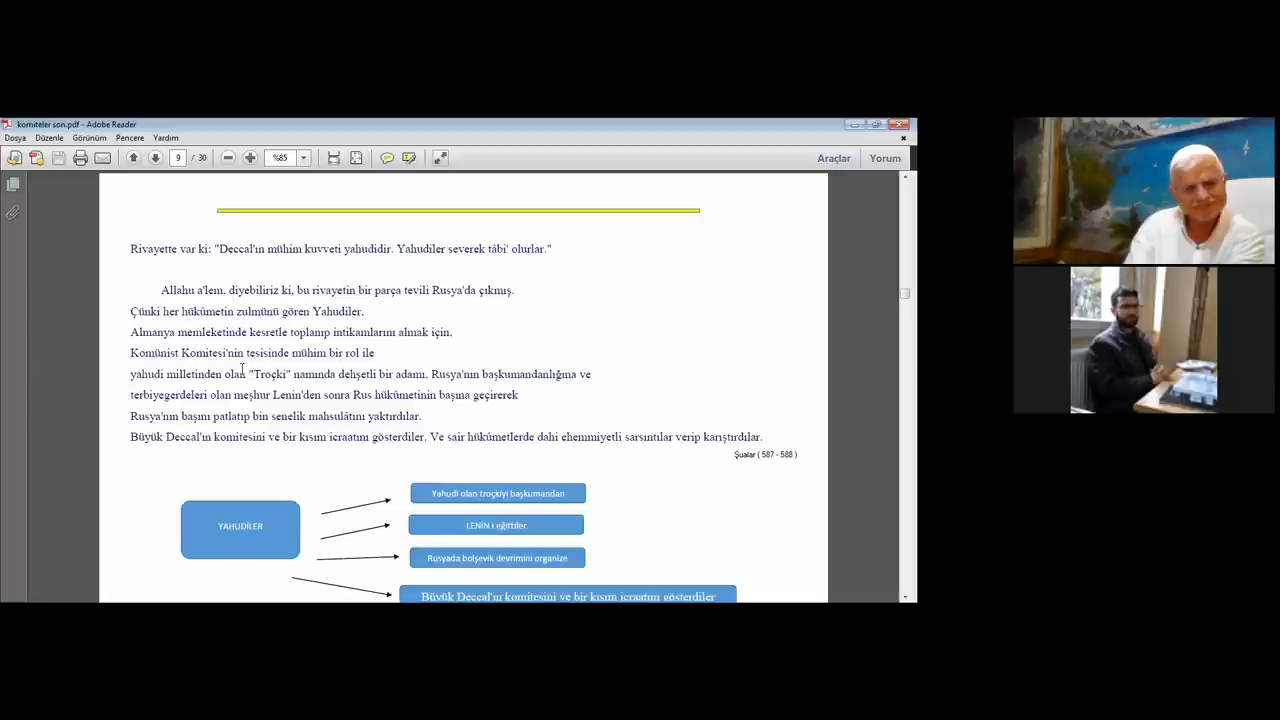 komiteler son.pdf - Adobe Reader
Dosya Düzenle Görünüm Pencere Yardım
9 / 30 %85 Araçlar Yorum
Rivayette var ki: "Deccal'ın mühim kuvveti yahudidir. Yahudiler severek tâbi' olurlar."
Allahu a'lem, diyebiliriz ki, bu rivayetin bir parça tevili Rusya'da çıkmış.
Çünki her hükûmetin zulmünü gören Yahudiler,
Almanya memleketinde kesretle toplanıp intikamlarını almak için,
Komünist Komitesi'nin tesisinde mühim bir rol ile
yahudi milletinden olan "Troçki" namında dehşetli bir adamı, Rusya'nın başkumandanlığına ve
terbiyegerdeleri olan meşhur Lenin'den sonra Rus hükûmetinin başına geçirerek
Rusya'nın başını patlatıp bin senelik mahsulâtını yaktırdılar.
Büyük Deccal'ın komitesini ve bir kısım icraatını gösterdiler. Ve sair hükûmetlerde dahi ehemmiyetli sarsıntılar verip karıştırdılar.
Şualar ( 587 - 588 )
YAHUDİLER
Yahudi olan troçkiyi başkumandan
LENİN i eğittiler.
Rusyada bolşevik devrimini organize
Büyük Deccal'ın komitesini ve bir kısım icraatını gösterdiler